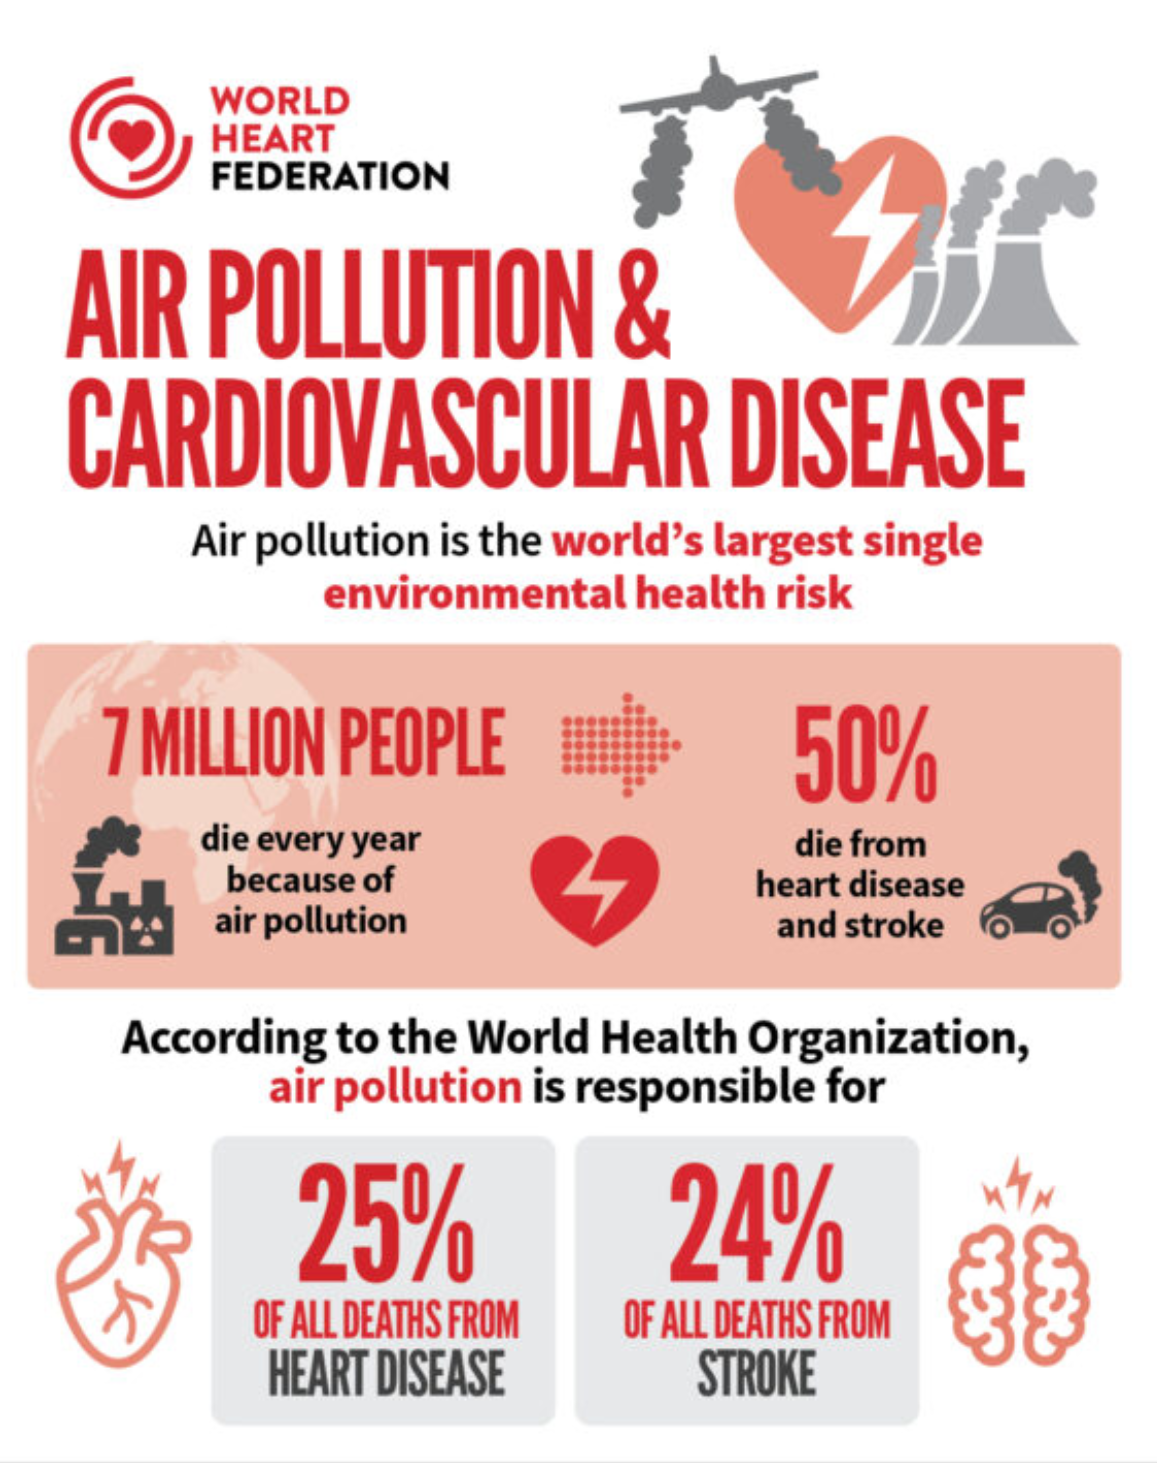 WORLD
HEART
FEDERATION
AIR POLLUTION &
CARDIOVASCULAR DISEASE
Air pollution is the world's largest single
environmental health risk
7 MILLION PEOPLE
die every year
because of
air pollution
50%
die from
heart disease
and stroke
According to the World Health Organization,
air pollution is responsible for
25%
OF ALL DEATHS FROM
HEART DISEASE
24%
OF ALL DEATHS FROM
STROKE